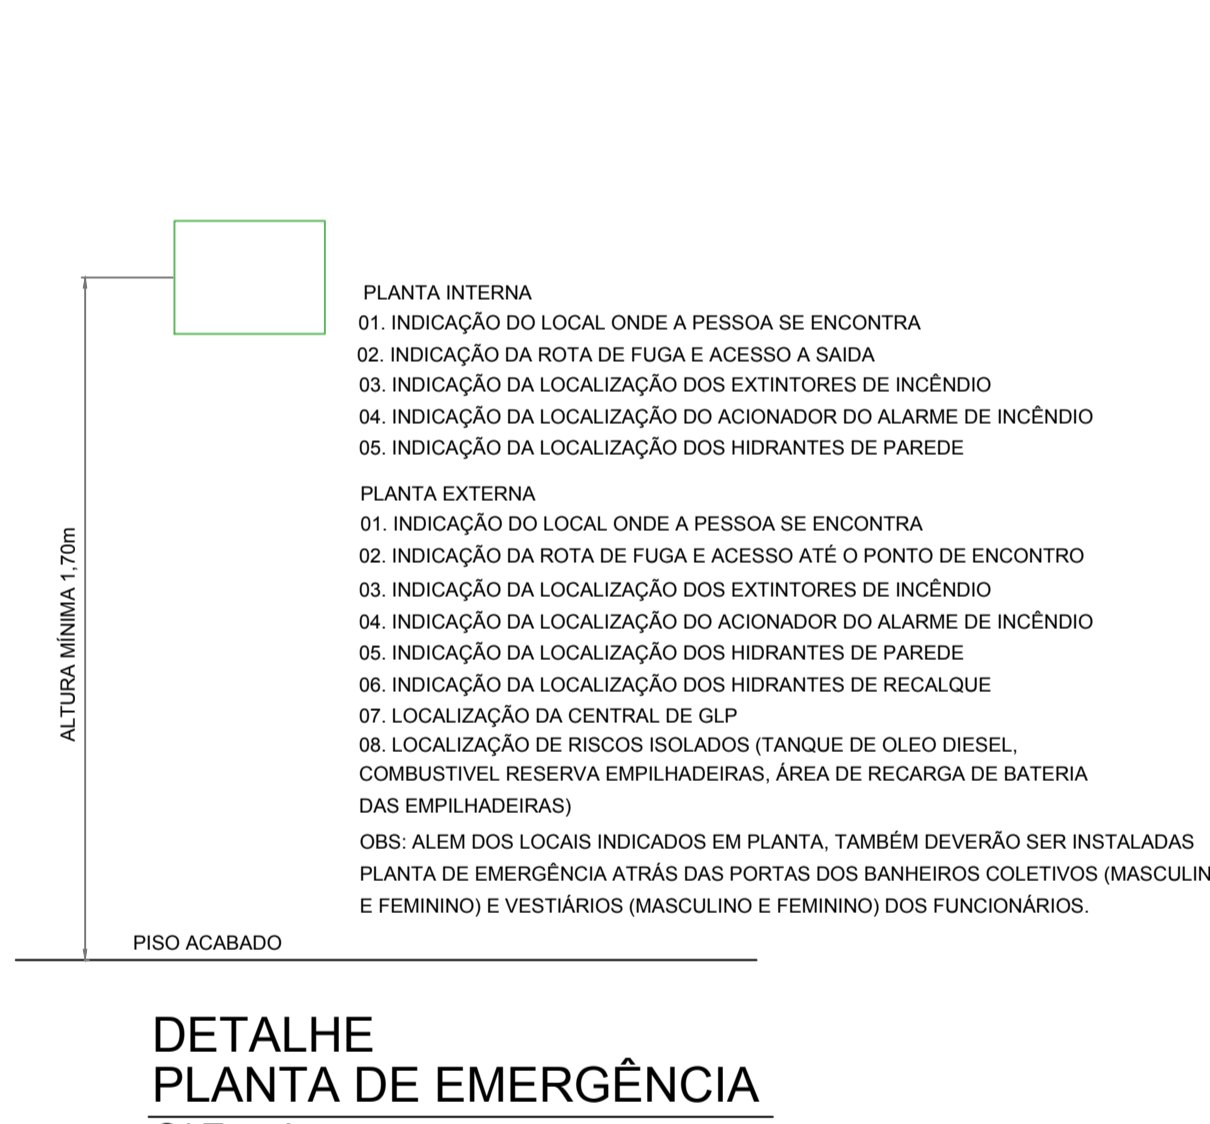 PLANTA INTERNA
01. INDICAÇÃO DO LOCAL ONDE A PESSOA SE ENCONTRA
02. INDICAÇÃO DA ROTA DE FUGA E ACESSO A SAIDA
03. INDICAÇÃO DA LOCALIZAÇÃO DOS EXTINTORES DE INCÊNDIO
04. INDICAÇÃO DA LOCALIZAÇÃO DO ACIONADOR DO ALARME DE INCÊNDIO
05. INDICAÇÃO DA LOCALIZAÇÃO DOS HIDRANTES DE PAREDE
PLANTA EXTERNA
01. INDICAÇÃO DO LOCAL ONDE A PESSOA SE ENCONTRA
02. INDICAÇÃO DA ROTA DE FUGA E ACESSO ATÉ O PONTO DE ENCONTRO
03. INDICAÇÃO DA LOCALIZAÇÃO DOS EXTINTORES DE INCÊNDIO
04. INDICAÇÃO DA LOCALIZAÇÃO DO ACIONADOR DO ALARME DE INCÊNDIO
05. INDICAÇÃO DA LOCALIZAÇÃO DOS HIDRANTES DE PAREDE
06. INDICAÇÃO DA LOCALIZAÇÃO DOS HIDRANTES DE RECALQUE
07. LOCALIZAÇÃO DA CENTRAL DE GLP
08. LOCALIZAÇÃO DE RISCOS ISOLADOS (TANQUE DE OLEO DIESEL,
COMBUSTIVEL RESERVA EMPILHADEIRAS, ÁREA DE RECARGA DE BATERIA
DAS EMPILHADEIRAS)
OBS: ALEM DOS LOCAIS INDICADOS EM PLANTA, TAMBÉM DEVERÃO SER INSTALADAS
PLANTA DE EMERGÊNCIA ATRÁS DAS PORTAS DOS BANHEIROS COLETIVOS (MASCULIN
E FEMININO) E VESTIÁRIOS (MASCULINO E FEMININO) DOS FUNCIONÁRIOS.
ALTURA MÍNIMA 1,70m
PISO ACABADO
DETALHE
PLANTA DE EMERGÊNCIA